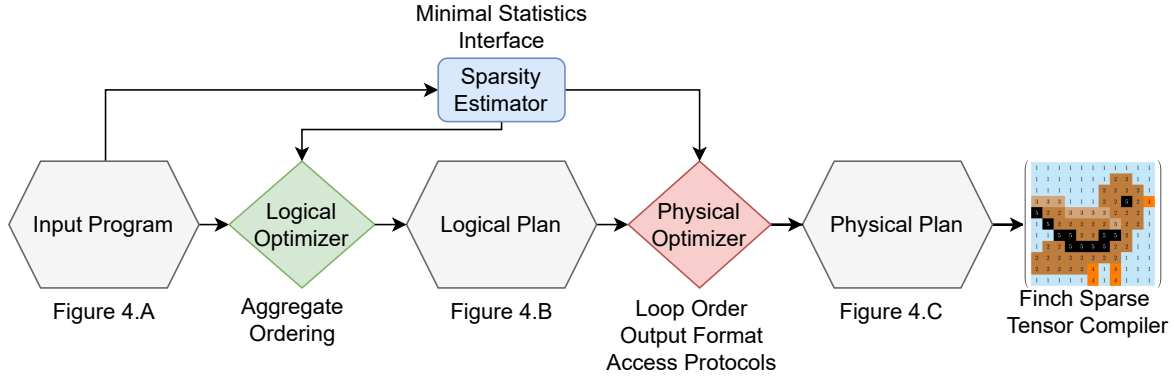 Minimal Statistics
Interface
Sparsity
Estimator
Input Program
Logical
Optimizer
Logical Plan
Physical
Optimizer
Physical Plan
Figure 4.A
Aggregate
Ordering
Figure 4.B
Loop Order
Output Format
Access Protocols
Figure 4.C
Finch Sparse
Tensor Compiler